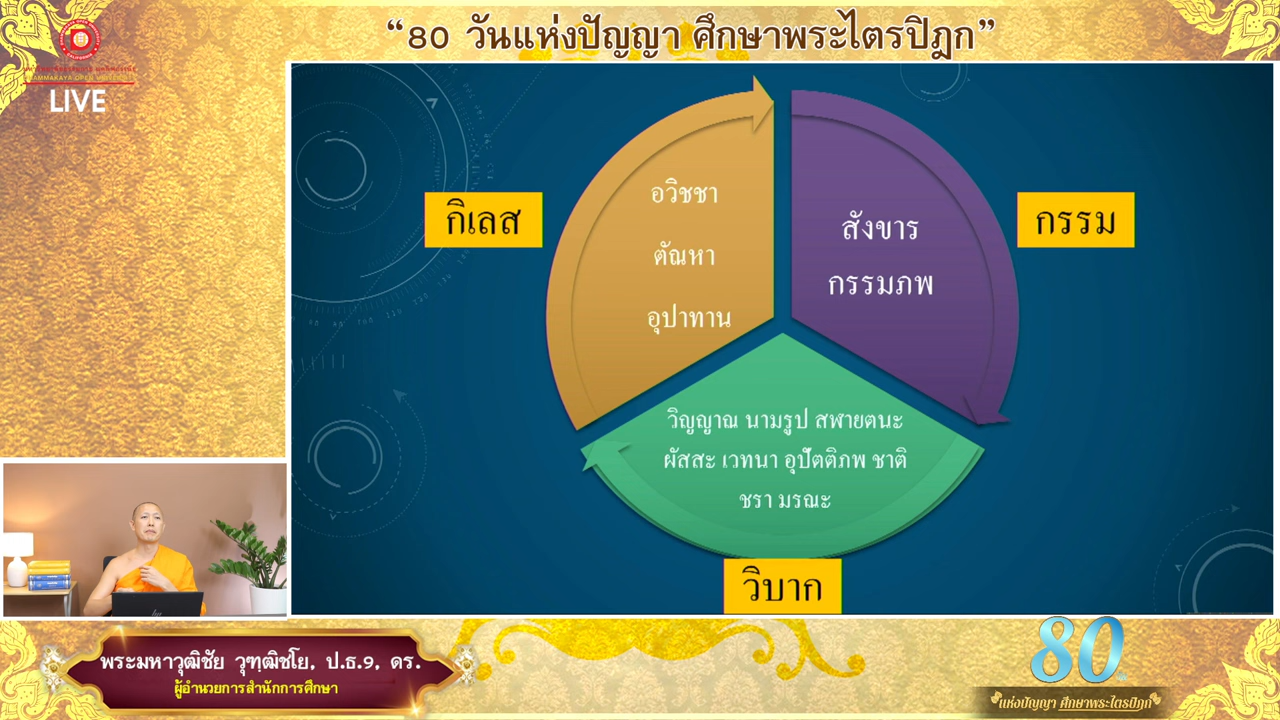 “80 วันแห่งปัญญา ศึกษาพระไตรปิฎก”
LIVE
กิเลส
อวิชชา
ตัณหา
อุปาทาน
กรรม
สังขาร
กรรมภพ
วิญญาณ นามรูป สฬายตนะ
ผัสสะ เวทนา อุปัตติภพ ชาติ
ชรา มรณะ
วิบาก
พระมหาวุฒิชัย วุฑฺฒิชโย, ป.ธ.9, ดร.
ผู้อำนวยการสำนักการศึกษา
80
แห่งปัญญา ศึกษาพระไตรปิฎก